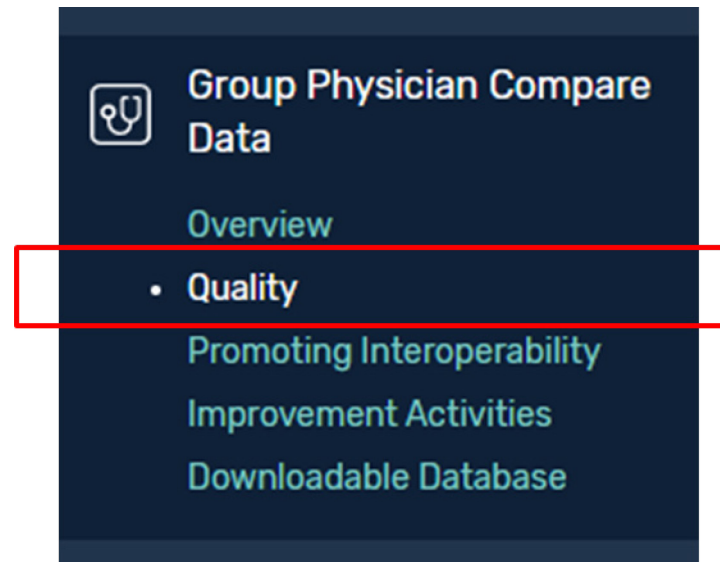 Group Physician Compare
Data
Overview
• Quality
Promoting Interoperability
Improvement Activities
Downloadable Database